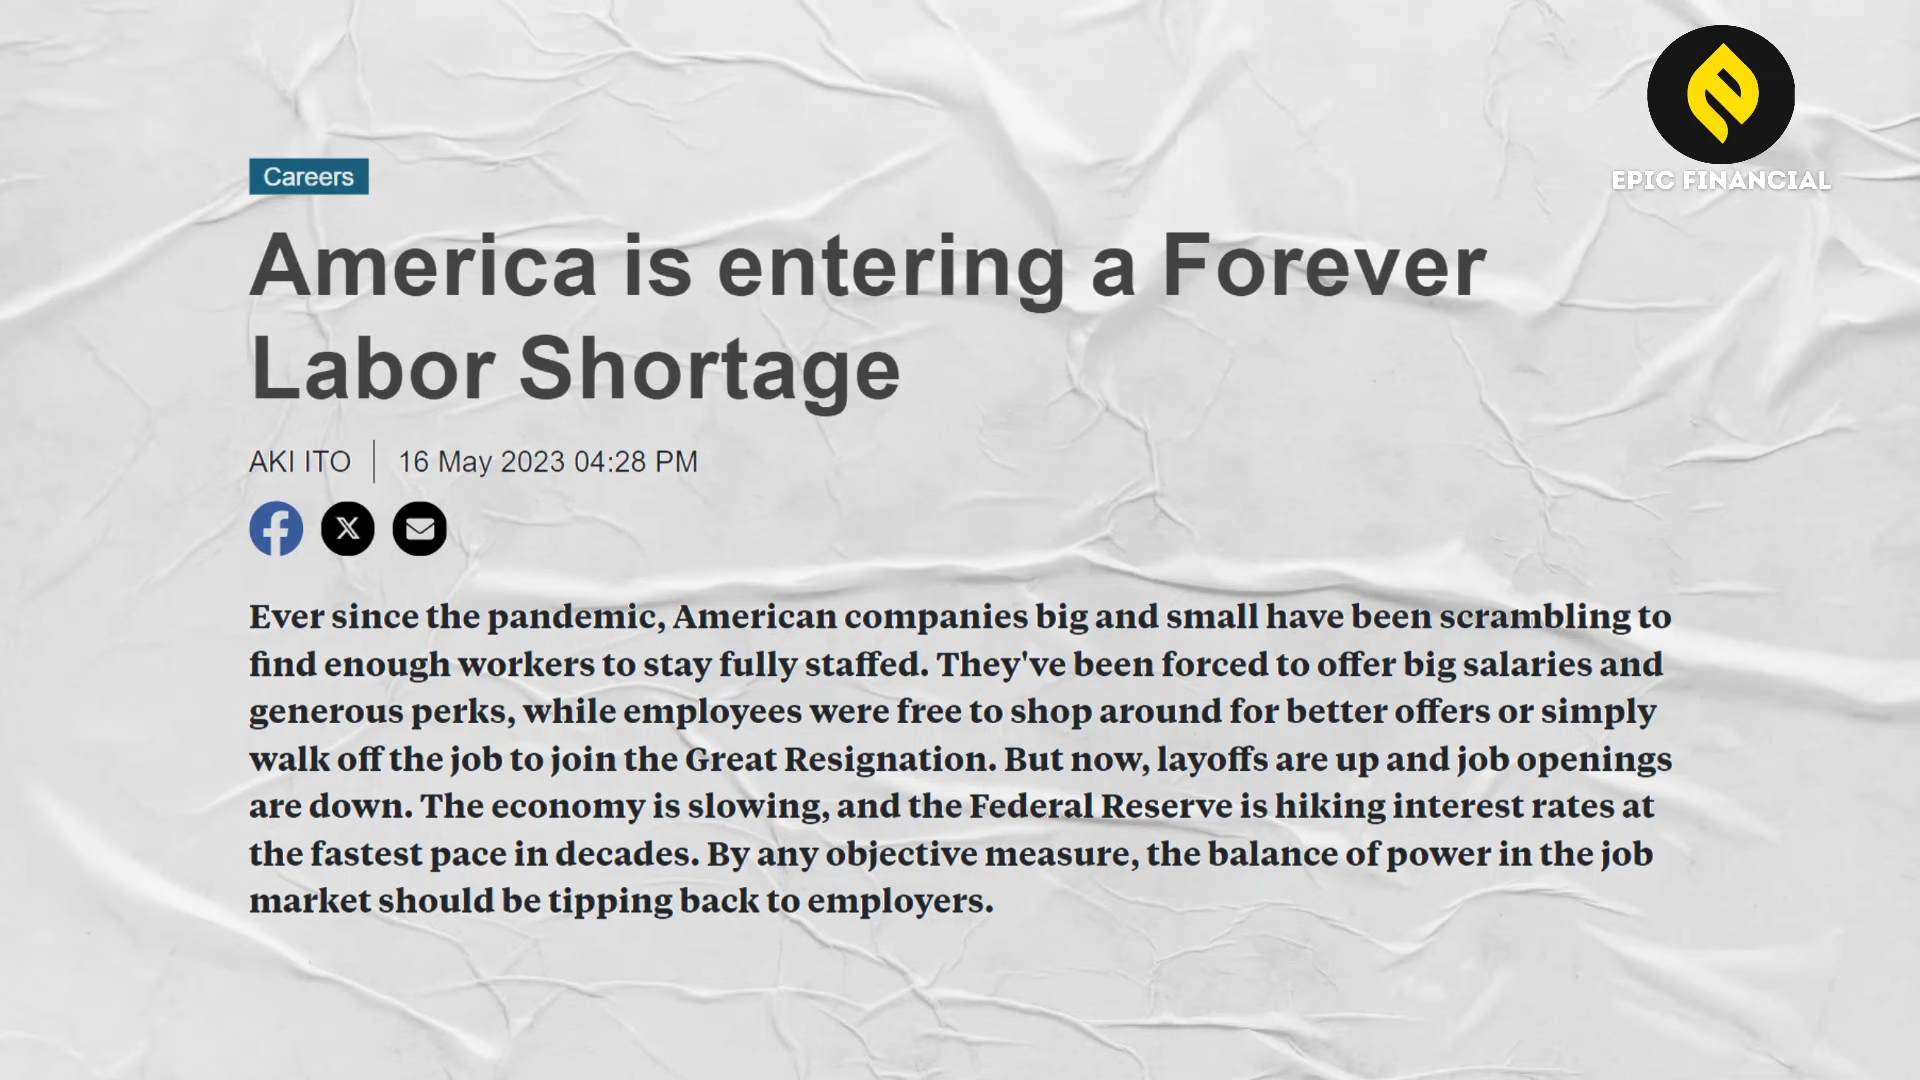 EPIC FINANCIAL
Careers
America is entering a Forever
Labor Shortage
AKI ITO | 16 May 2023 04:28 PM
Ever since the pandemic, American companies big and small have been scrambling to
find enough workers to stay fully staffed. They've been forced to offer big salaries and
generous perks, while employees were free to shop around for better offers or simply
walk off the job to join the Great Resignation. But now, layoffs are up and job openings
are down. The economy is slowing, and the Federal Reserve is hiking interest rates at
the fastest pace in decades. By any objective measure, the balance of power in the job
market should be tipping back to employers.